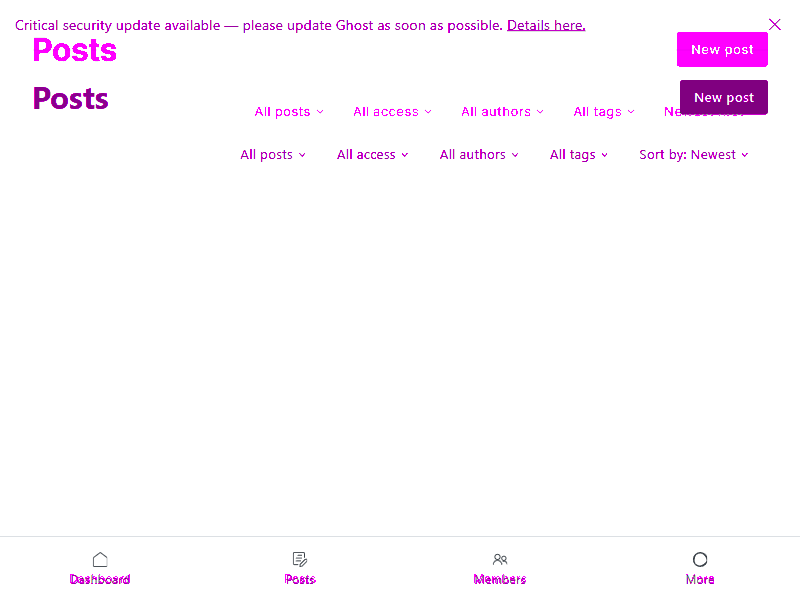 Critical security update available — please update Ghost as soon as possible. Details here.
Posts
New post
Posts
New post
All posts All access All authors All tags
All posts All access All authors All tags Sort by: Newest
Dashboard Posts Members More